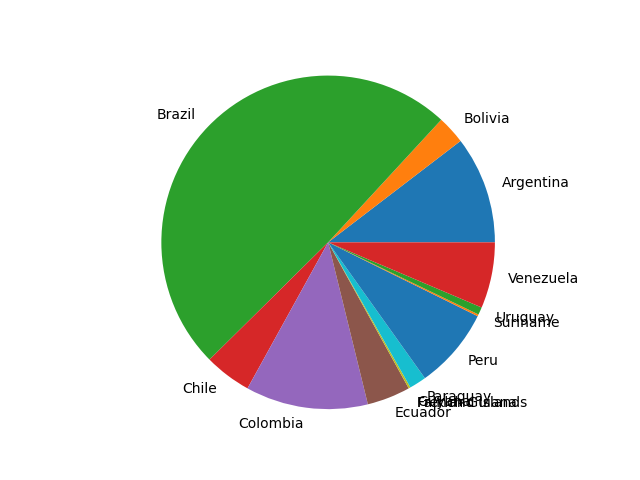 Brazil
Bolivia
Argentina
Venezuela
Uruguay
Suriname
Peru
Paraguay
Ecuador
Chile
Colombia